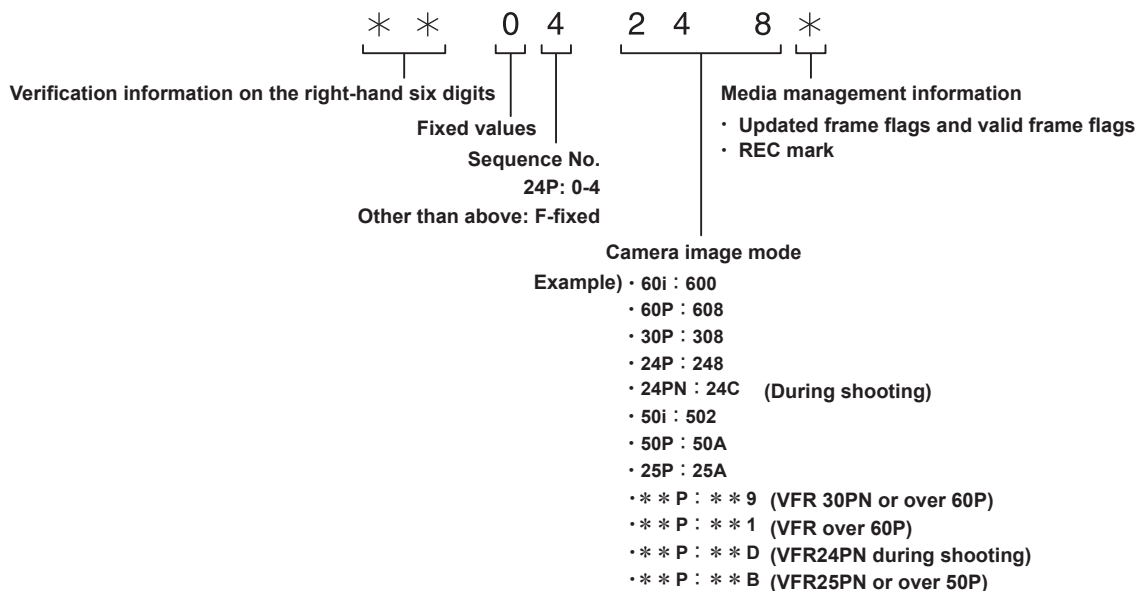 ＊ ＊ 0 4 2 4 8 ＊
Verification information on the right-hand six digits
Fixed values
Sequence No.
24P: 0-4
Other than above: F-fixed
Media management information
・ Updated frame flags and valid frame flags
・ REC mark
Camera image mode
Example) ・ 60i：600
・ 60P：608
・ 30P：308
・ 24P：248
・ 24PN：24C (During shooting)
・ 50i：502
・ 50P：50A
・ 25P：25A
・＊＊P：＊＊9 (VFR 30PN or over 60P)
・＊＊P：＊＊1 (VFR over 60P)
・＊＊P：＊＊D (VFR24PN during shooting)
・＊＊P：＊＊B (VFR25PN or over 50P)